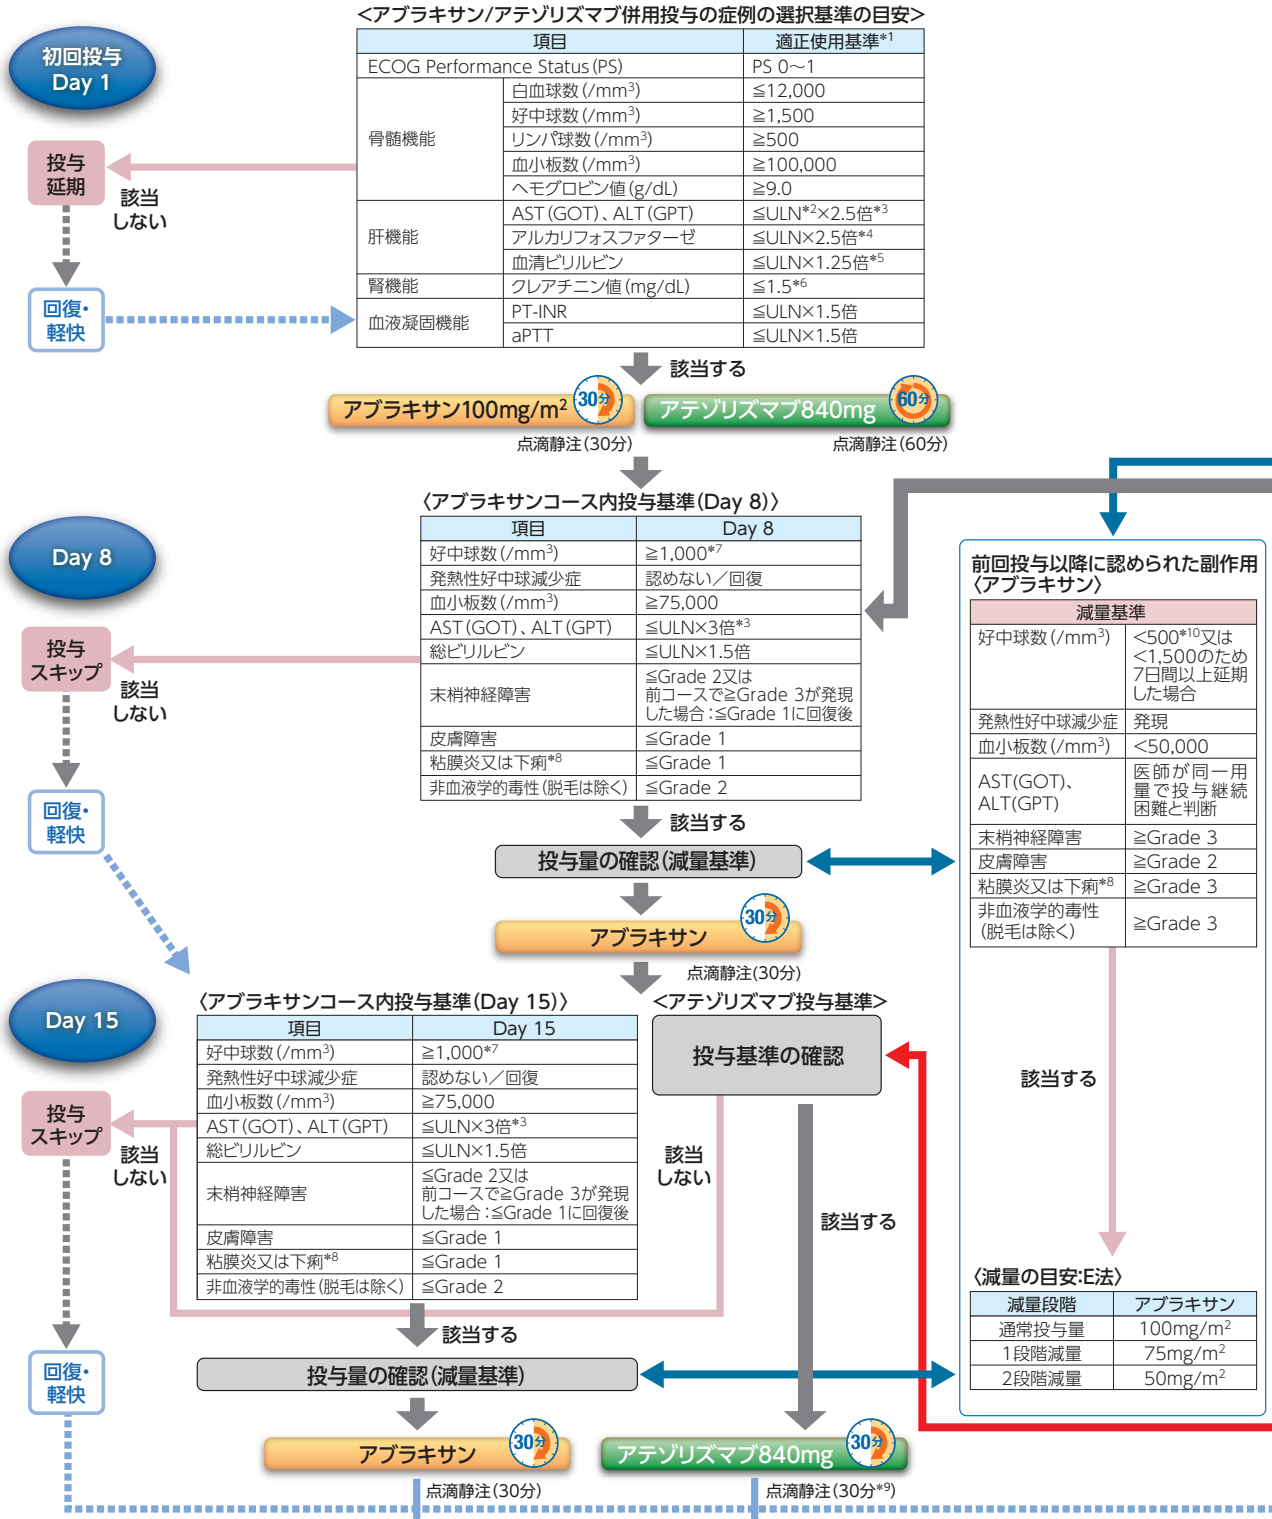 <アブラキサン/アテゾリズマブ併用投与の症例の選択基準の目安>
初回投与
Day 1
項目 適正使用基準*1
ECOG Performance Status(PS) PS 0〜1
骨髄機能
白血球数(/mm3) ≦12,000
好中球数(/mm3) ≧1,500
リンパ球数(/mm3) ≧500
血小板数(/mm3) ≧100,000
ヘモグロビン値(g/dL) ≧9.0
肝機能
AST(GOT)、ALT(GPT) ≦ULN*2×2.5倍*3
アルカリフォスファターゼ ≦ULN×2.5倍*4
血清ビリルビン ≦ULN×1.25倍*5
腎機能 クレアチニン値(mg/dL) ≦1.5*6
血液凝固機能
PT-INR ≦ULN×1.5倍
aPTT ≦ULN×1.5倍
投与
延期
該当
しない
回復・
軽快
該当する
アブラキサン100mg/m2 30分
アテゾリズマブ840mg 60分
点滴静注(30分)
点滴静注(60分)
〈アブラキサンコース内投与基準(Day 8)〉
Day 8
項目 Day 8
好中球数(/mm3) ≧1,000*7
発熱性好中球減少症 認めない／回復
血小板数(/mm3) ≧75,000
AST(GOT)、ALT(GPT) ≦ULN×3倍*3
総ビリルビン ≦ULN×1.5倍
末梢神経障害
≦Grade 2又は
前コースで≧Grade 3が発現
した場合：≦Grade 1に回復後
皮膚障害 ≦Grade 1
粘膜炎又は下痢*8 ≦Grade 1
非血液学的毒性(脱毛は除く) ≦Grade 2
投与
スキップ
該当
しない
回復・
軽快
該当する
投与量の確認(減量基準)
アブラキサン 30分
点滴静注(30分)
前回投与以降に認められた副作用
〈アブラキサン〉
減量基準
好中球数(/mm3)
<500*10又は
<1,500のため
7日間以上延期
した場合
発熱性好中球減少症 発現
血小板数(/mm3) <50,000
AST(GOT)、
ALT(GPT)
医師が同一用
量で投与継続
困難と判断
末梢神経障害 ≧Grade 3
皮膚障害 ≧Grade 2
粘膜炎又は下痢*8 ≧Grade 3
非血液学的毒性
(脱毛は除く)
≧Grade 3
該当する
〈減量の目安:E法〉
減量段階 アブラキサン
通常投与量 100mg/m2
1段階減量 75mg/m2
2段階減量 50mg/m2
Day 15
〈アブラキサンコース内投与基準(Day 15)〉
項目 Day 15
好中球数(/mm3) ≧1,000*7
発熱性好中球減少症 認めない／回復
血小板数(/mm3) ≧75,000
AST(GOT)、ALT(GPT) ≦ULN×3倍*3
総ビリルビン ≦ULN×1.5倍
末梢神経障害
≦Grade 2又は
前コースで≧Grade 3が発現
した場合：≦Grade 1に回復後
皮膚障害 ≦Grade 1
粘膜炎又は下痢*8 ≦Grade 1
非血液学的毒性(脱毛は除く) ≦Grade 2
<アテゾリズマブ投与基準>
投与基準の確認
投与
スキップ
該当
しない
該当
しない
該当する
回復・
軽快
該当する
投与量の確認(減量基準)
アブラキサン 30分
アテゾリズマブ840mg 30分
点滴静注(30分)
点滴静注(30分*9)